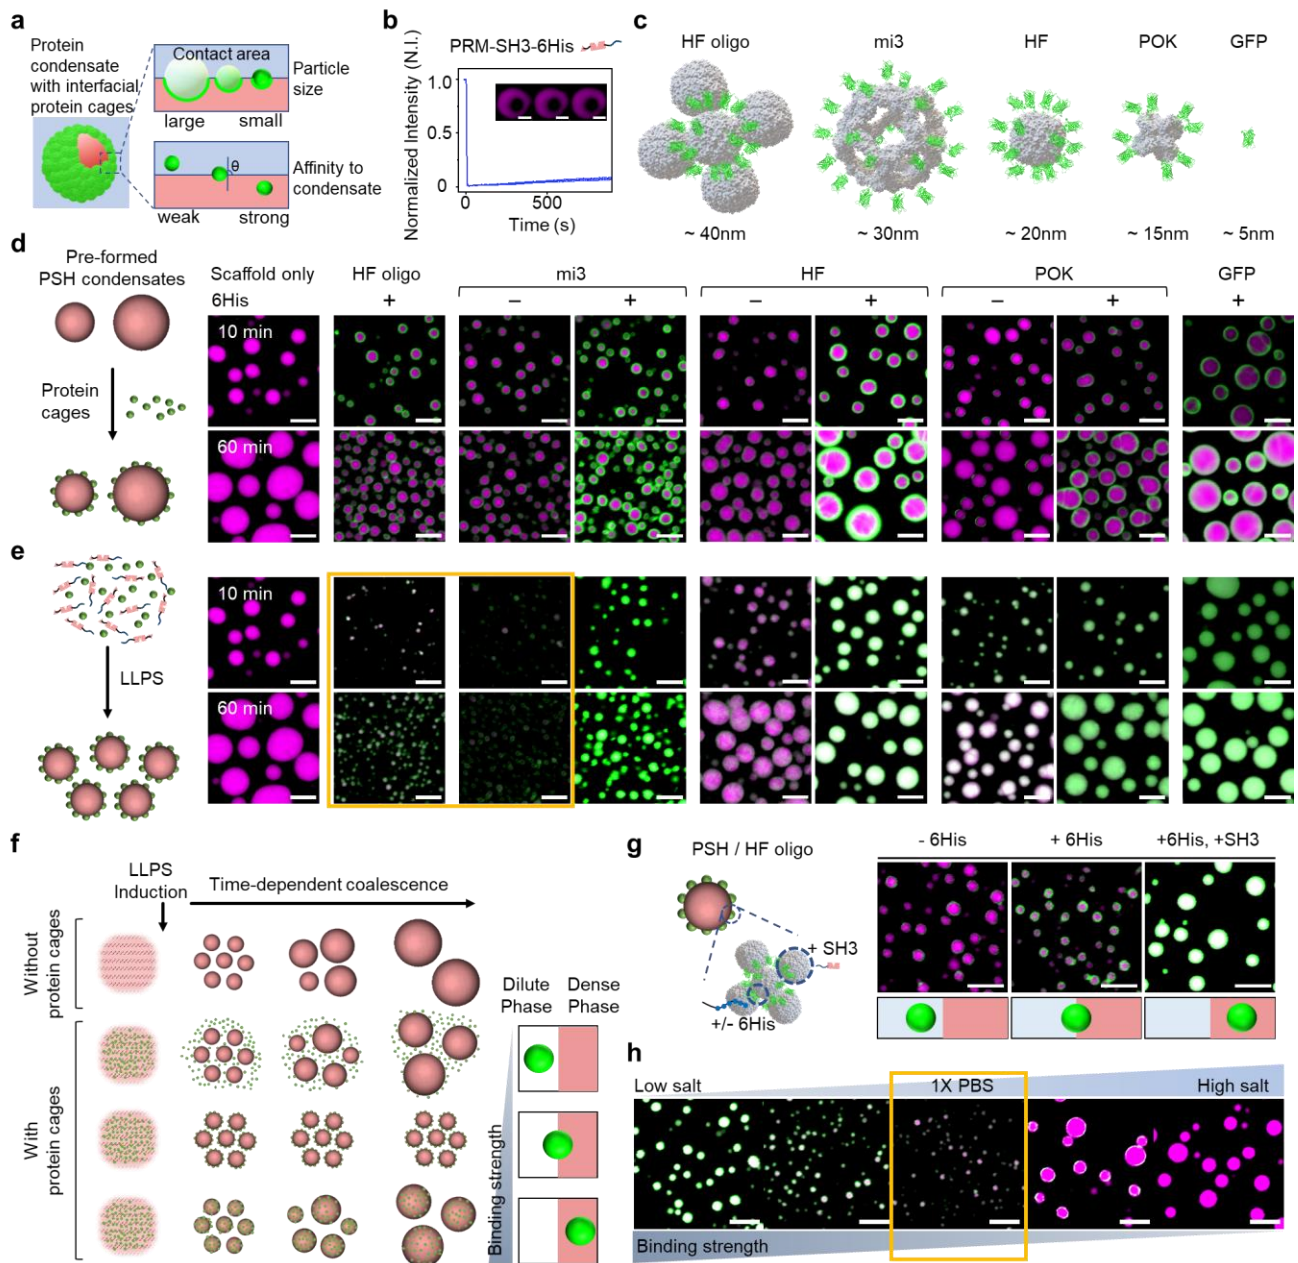 a
Protein
condensate
with interfacial
protein cages
Contact area
Particle
size
large
small
θ
Affinity to
condensate
weak
strong
b
PRM-SH3-6His
Normalized Intensity (N.I.)
1.0
0.5
0
0
500
Time (s)
c
HF oligo
mi3
HF
POK
GFP
~ 40nm
~ 30nm
~ 20nm
~ 15nm
~ 5nm
d
Pre-formed
PSH condensates
Protein
cages
Scaffold only
HF oligo
mi3
HF
POK
GFP
6His
+
–
+
–
+
–
+
+
10 min
60 min
e
LLPS
10 min
60 min
f
LLPS
Induction
Time-dependent coalescence
Without
protein cages
With
protein cages
Dilute
Phase
Dense
Phase
Binding strength
g
PSH / HF oligo
+ SH3
+/- 6His
- 6His
+ 6His
+6His, +SH3
h
Low salt
1X PBS
High salt
Binding strength